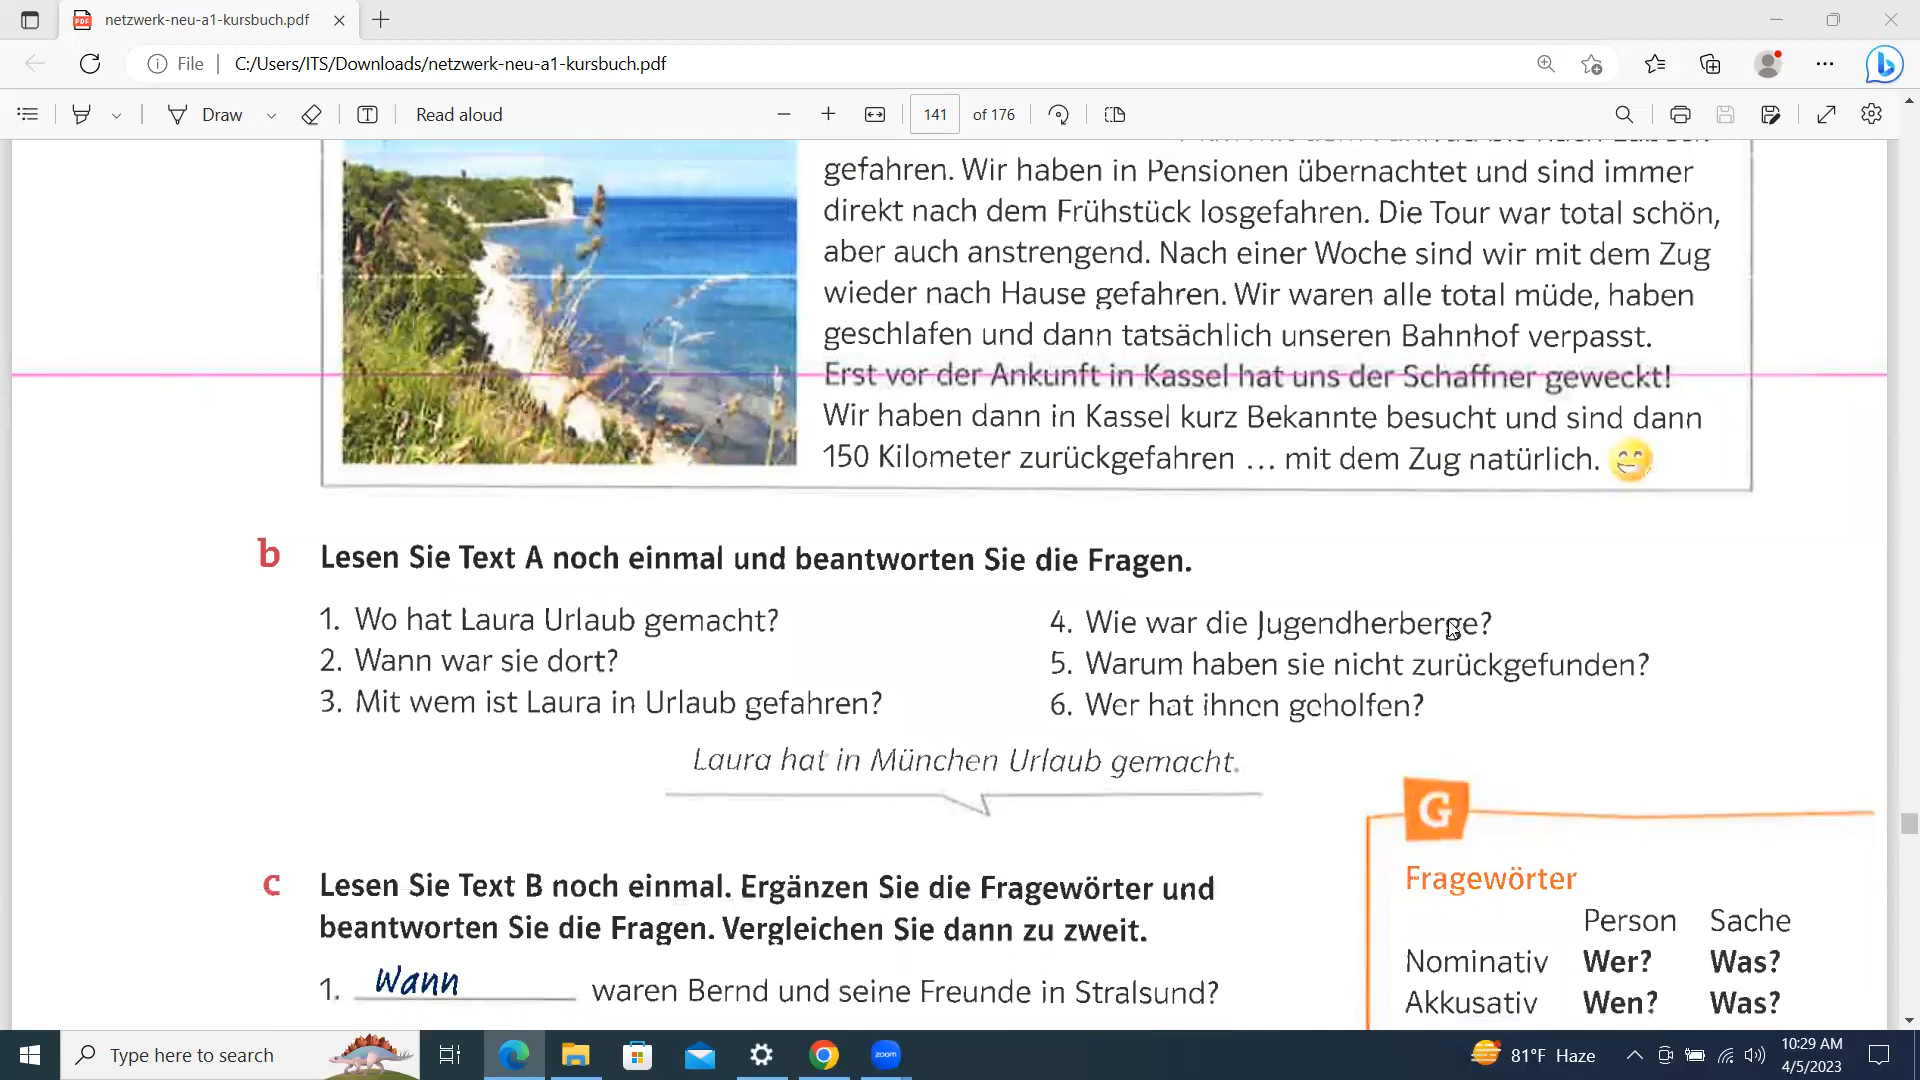 netzwerk-neu-a1-kursbuch.pdf
File
C:/Users/ITS/Downloads/netzwerk-neu-a1-kursbuch.pdf
Draw
Read aloud
141 of 176
gefahren. Wir haben in Pensionen übernachtet und sind immer
direkt nach dem Frühstück losgefahren. Die Tour war total schön,
aber auch anstrengend. Nach einer Woche sind wir mit dem Zug
wieder nach Hause gefahren. Wir waren alle total müde, haben
geschlafen und dann tatsächlich unseren Bahnhof verpasst.
Erst vor der Ankunft in Kassel hat uns der Schaffner geweckt!
Wir haben dann in Kassel kurz Bekannte besucht und sind dann
150 Kilometer zurückgefahren ... mit dem Zug natürlich.
b Lesen Sie Text A noch einmal und beantworten Sie die Fragen.
1. Wo hat Laura Urlaub gemacht?
2. Wann war sie dort?
3. Mit wem ist Laura in Urlaub gefahren?
4. Wie war die Jugendherberge?
5. Warum haben sie nicht zurückgefunden?
6. Wer hat ihnen geholfen?
Laura hat in München Urlaub gemacht.
c Lesen Sie Text B noch einmal. Ergänzen Sie die Fragewörter und
beantworten Sie die Fragen. Vergleichen Sie dann zu zweit.
1. Wann waren Bernd und seine Freunde in Stralsund?
G
Fragewörter
Person Sache
Nominativ Wer? Was?
Akkusativ Wen? Was?
Type here to search
zoom
81°F Haze
10:29 AM
4/5/2023